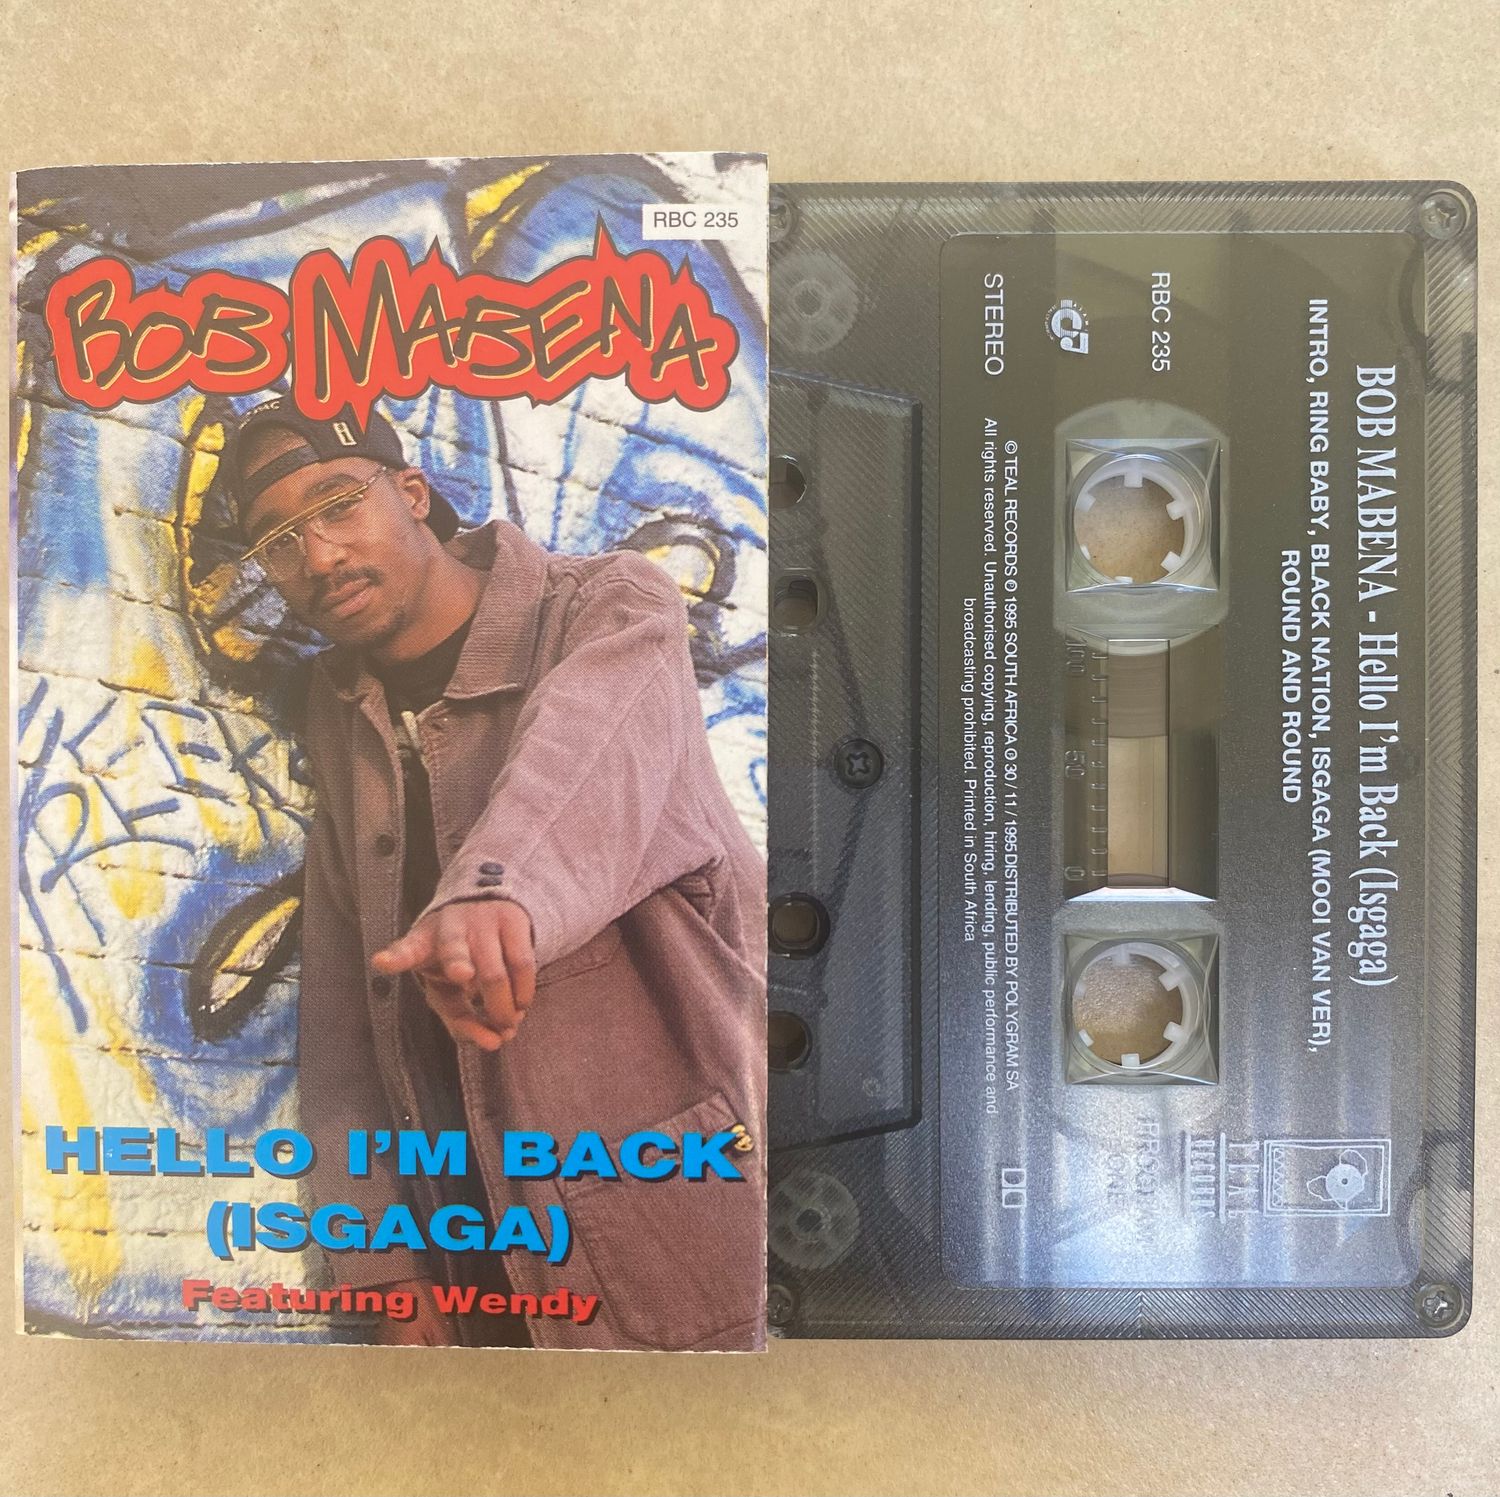 RBC 235
BOB MABENA
HELLO I'M BACK
(ISGAGA)
Featuring Wendy
BOB MABENA - Hello I'm Back (Isgaga)
INTRO, RING BABY, BLACK NATION, ISGAGA (MOOI VAN VER),
ROUND AND ROUND
RBC 235
TEAL
RECORDS
100 50 0
STEREO
© TEAL RECORDS ℗ 1995 SOUTH AFRICA © 30 / 11 / 1995 DISTRIBUTED BY POLYGRAM SA
All rights reserved. Unauthorised copying, reproduction, hiring, lending, public performance and
broadcasting prohibited. Printed in South Africa